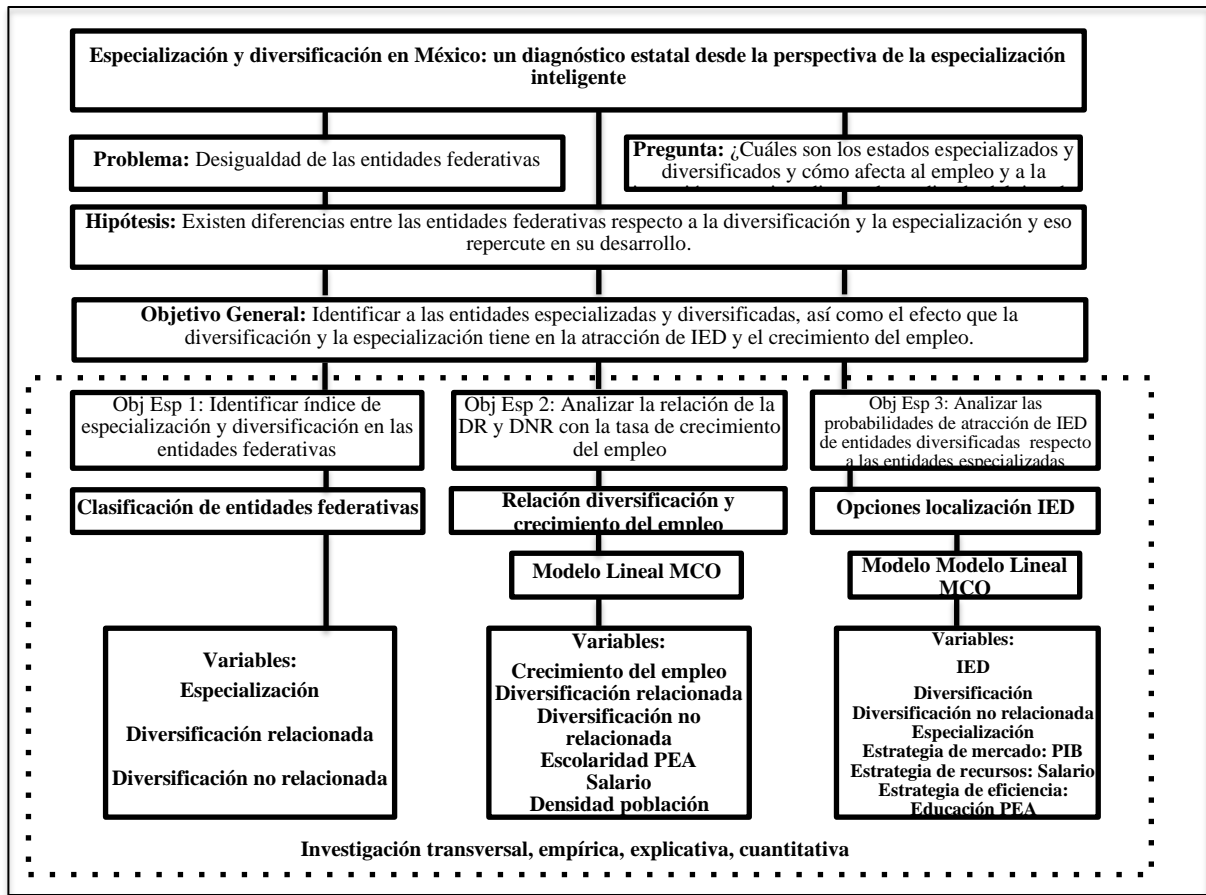 Especialización y diversificación en México: un diagnóstico estatal desde la perspectiva de la especialización
inteligente
Problema: Desigualdad de las entidades federativas
Pregunta: ¿Cuáles son los estados especializados y
diversificados y cómo afecta al empleo y a la
Hipótesis: Existen diferencias entre las entidades federativas respecto a la diversificación y la especialización y eso
repercute en su desarrollo.
Objetivo General: Identificar a las entidades especializadas y diversificadas, así como el efecto que la
diversificación y la especialización tiene en la atracción de IED y el crecimiento del empleo.
Obj Esp 1: Identificar índice de
especialización y diversificación en las
entidades federativas
Obj Esp 2: Analizar la relación de la
DR y DNR con la tasa de crecimiento
del empleo
Obj Esp 3: Analizar las
probabilidades de atracción de IED
de entidades diversificadas respecto
a las entidades especializadas
Clasificación de entidades federativas
Relación diversificación y
crecimiento del empleo
Opciones localización IED
Modelo Lineal MCO
Modelo Modelo Lineal
MCO
Variables:
Especialización
Diversificación relacionada
Diversificación no relacionada
Variables:
Crecimiento del empleo
Diversificación relacionada
Diversificación no
relacionada
Escolaridad PEA
Salario
Densidad población
Variables:
IED
Diversificación
Diversificación no relacionada
Especialización
Estrategia de mercado: PIB
Estrategia de recursos: Salario
Estrategia de eficiencia:
Educación PEA
Investigación transversal, empírica, explicativa, cuantitativa